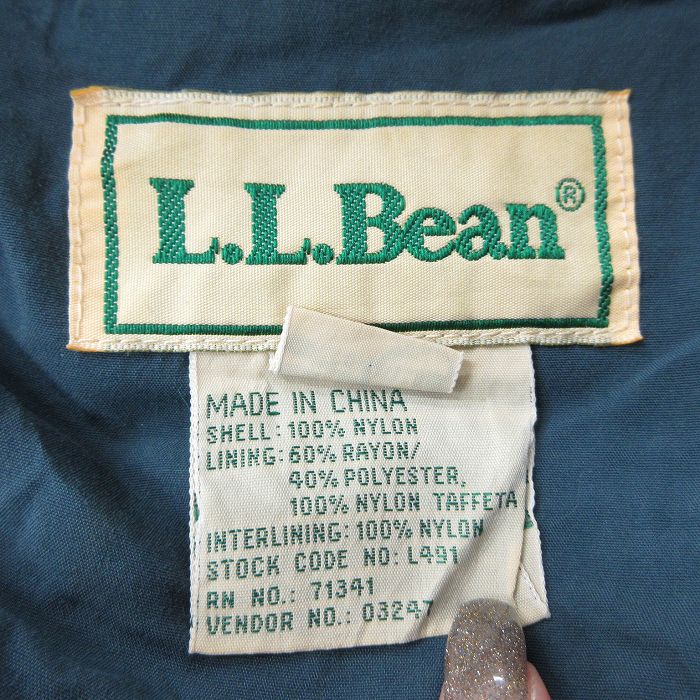 L.L.Bean®
MADE IN CHINA
SHELL: 100% NYLON
LINING: 60% RAYON/
40% POLYESTER,
100% NYLON TAFFETA
INTERLINING: 100% NYLON
STOCK CODE NO: L491
RN NO.: 71341
VENDOR NO.: 03247